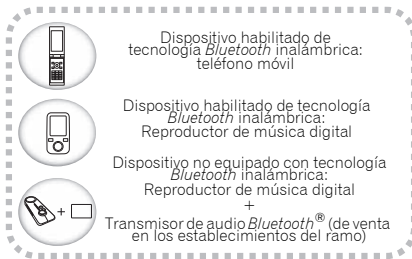 Dispositivo habilitado de
tecnología Bluetooth inalámbrica:
teléfono móvil
Dispositivo habilitado de tecnología
Bluetooth inalámbrica:
Reproductor de música digital
Dispositivo no equipado con tecnología
Bluetooth inalámbrica:
Reproductor de música digital
+
Transmisor de audio Bluetooth® (de venta
en los establecimientos del ramo)
+